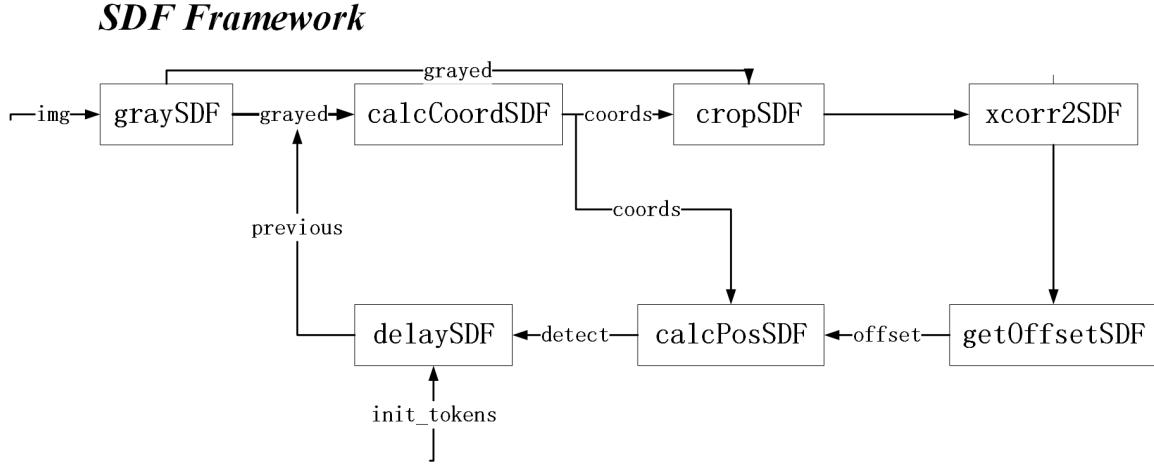 SDF Framework
grayed
img
graySDF
grayed
calcCoordSDF
coords
cropSDF
xcorr2SDF
coords
previous
delaySDF
detect
calcPosSDF
offset
getOffsetSDF
init_tokens